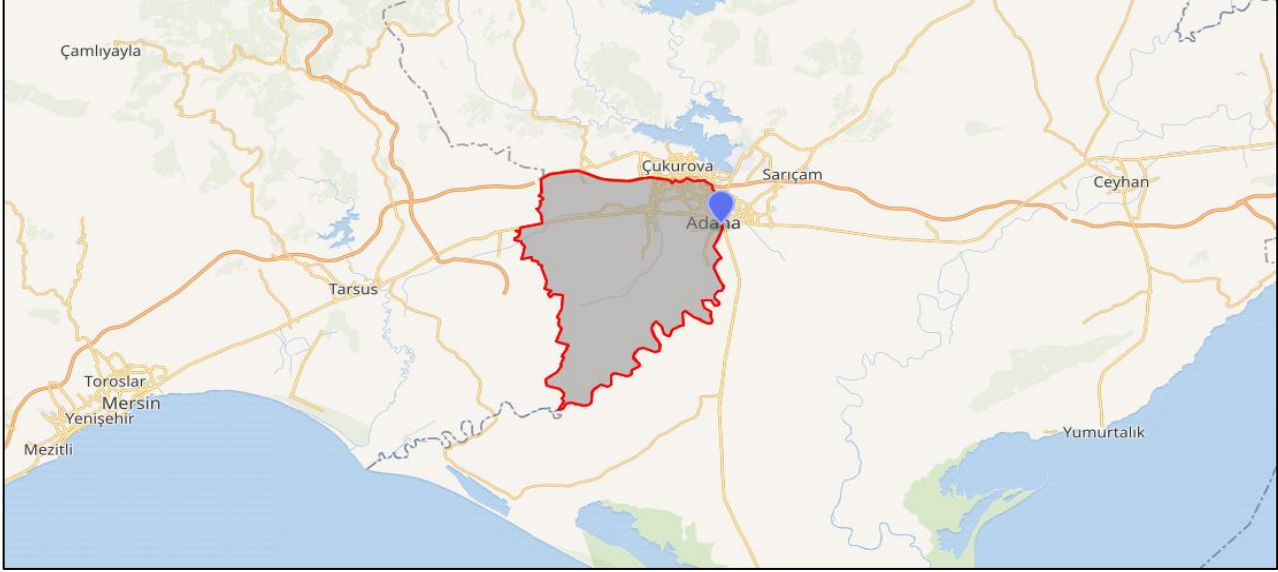 Çamlıyayla
Çukurova
Sarıçam
Ceyhan
Adana
Tarsus
Toroslar
Mersin
Yenişehir
Mezitli
Yumurtalık